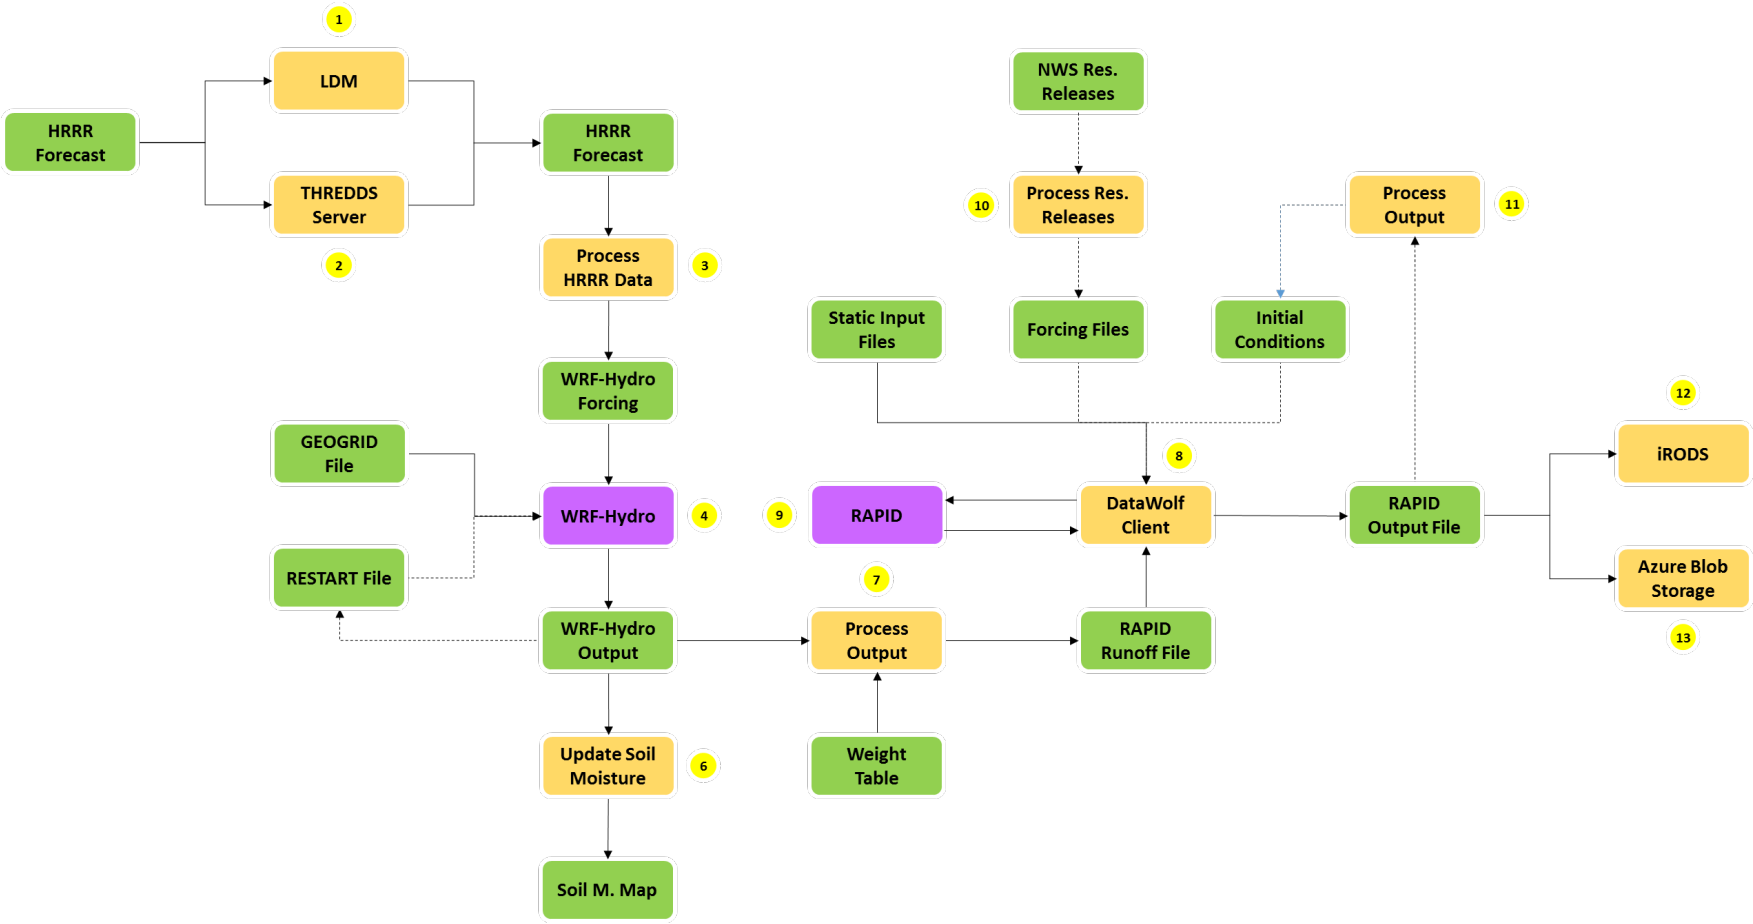 1
LDM
HRRR
Forecast
THREDDS
Server
2
HRRR
Forecast
Process
HRRR Data
3
WRF-Hydro
Forcing
GEOGRID
File
WRF-Hydro
4
RESTART File
WRF-Hydro
Output
Update Soil
Moisture
6
Soil M. Map
NWS Res.
Releases
10
Process Res.
Releases
Process
Output
11
Static Input
Files
Forcing Files
Initial
Conditions
8
9
RAPID
DataWolf
Client
RAPID
Output File
7
Process
Output
RAPID
Runoff File
Weight
Table
12
iRODS
Azure Blob
Storage
13